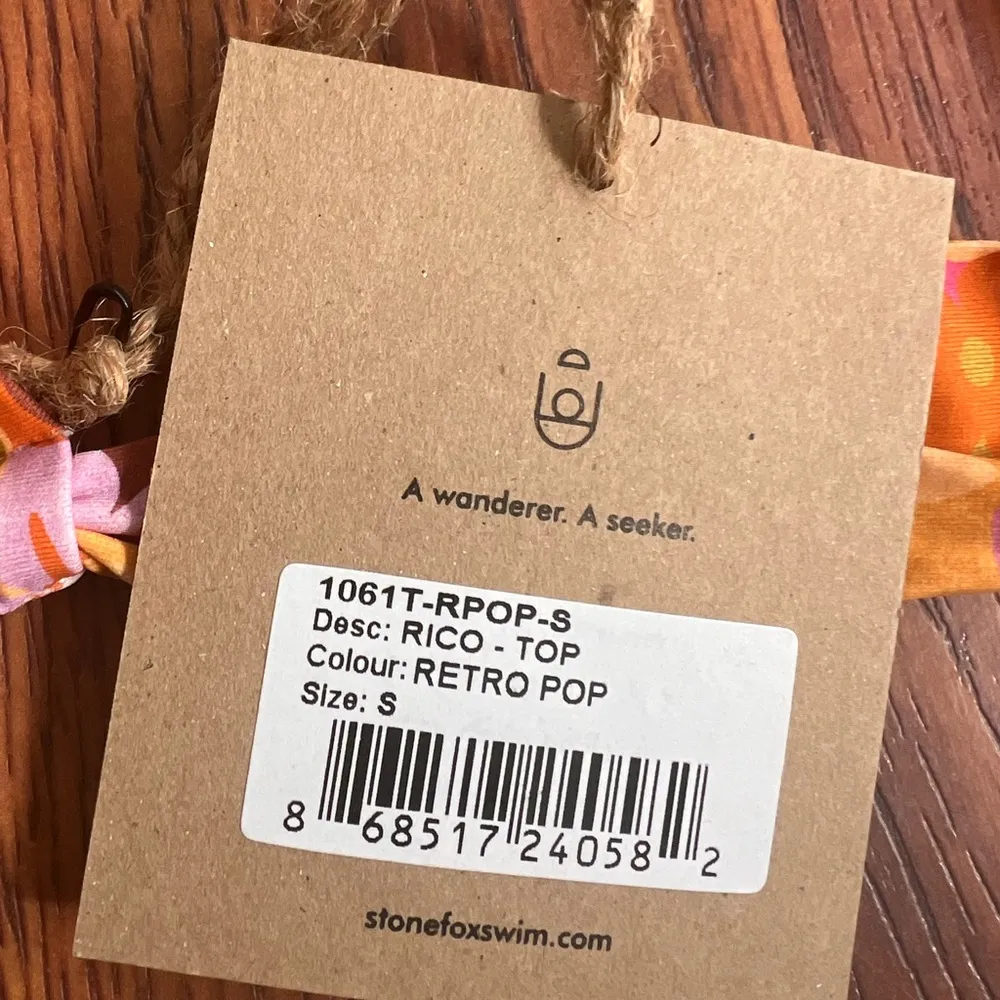 A wanderer. A seeker.
1061T-RPOP-S
Desc: RICO - TOP
Colour: RETRO POP
Size: S
8 68517 24058 2
stonefoxswim.com